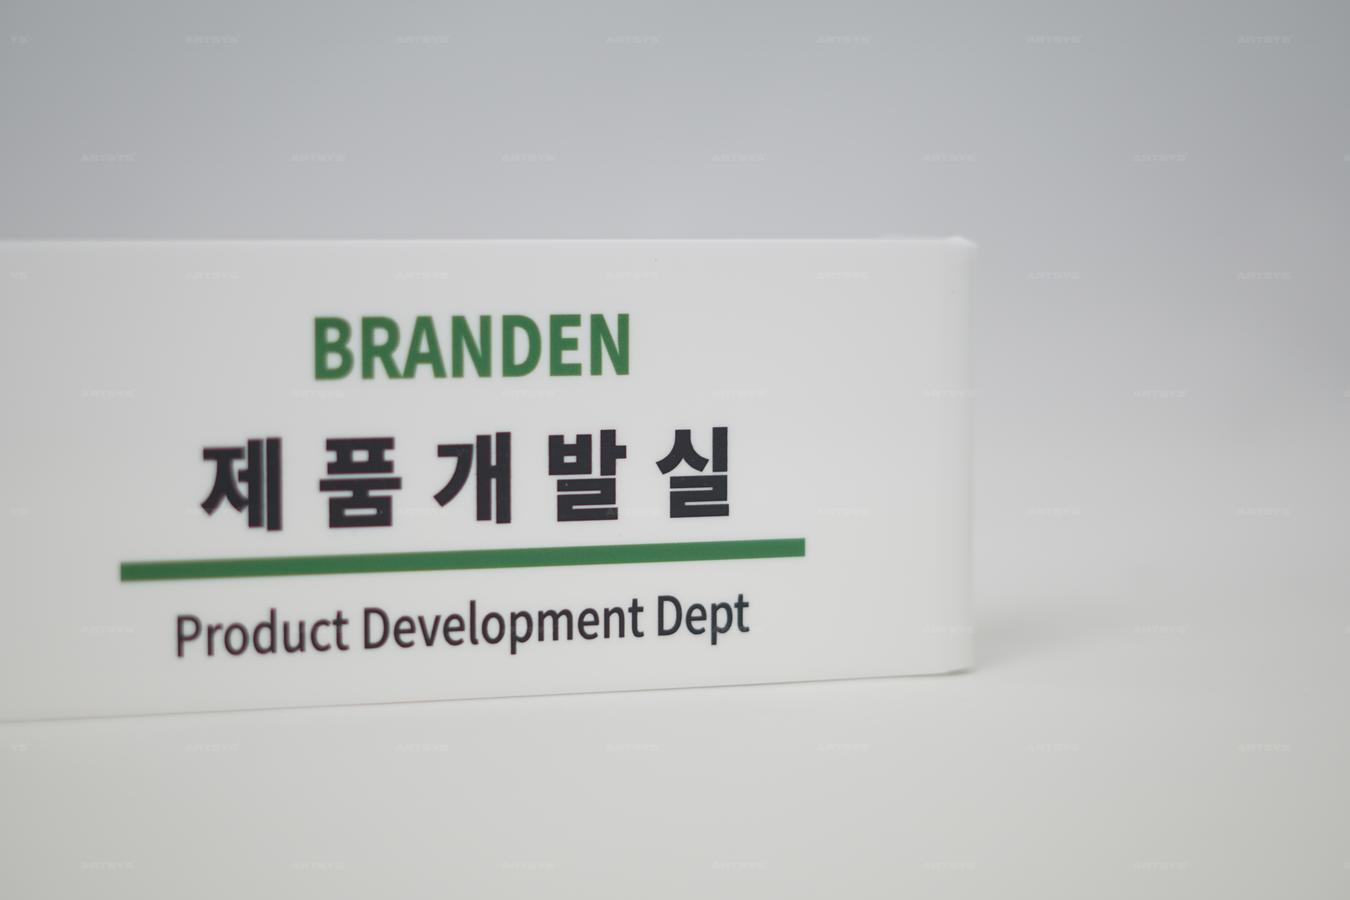 BRANDEN
제품개발실
Product Development Dept